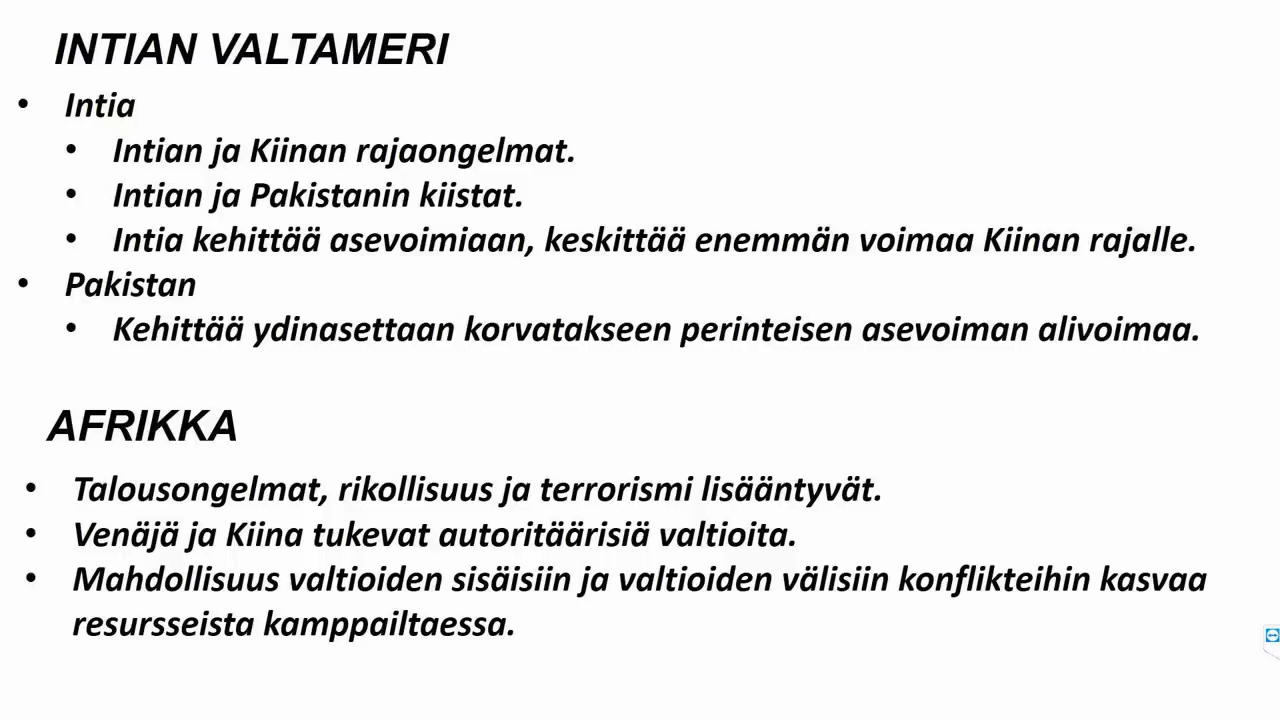 INTIAN VALTAMERI
• Intia
• Intian ja Kiinan rajaongelmat.
• Intian ja Pakistanin kiistat.
• Intia kehittää asevoimiaan, keskittää enemmän voimaa Kiinan rajalle.
• Pakistan
• Kehittää ydinasettaan korvatakseen perinteisen asevoiman alivoimaa.
AFRIKKA
• Talousongelmat, rikollisuus ja terrorismi lisääntyvät.
• Venäjä ja Kiina tukevat autoritäärisiä valtioita.
• Mahdollisuus valtioiden sisäisiin ja valtioiden välisiin konflikteihin kasvaa
resursseista kamppailtaessa.